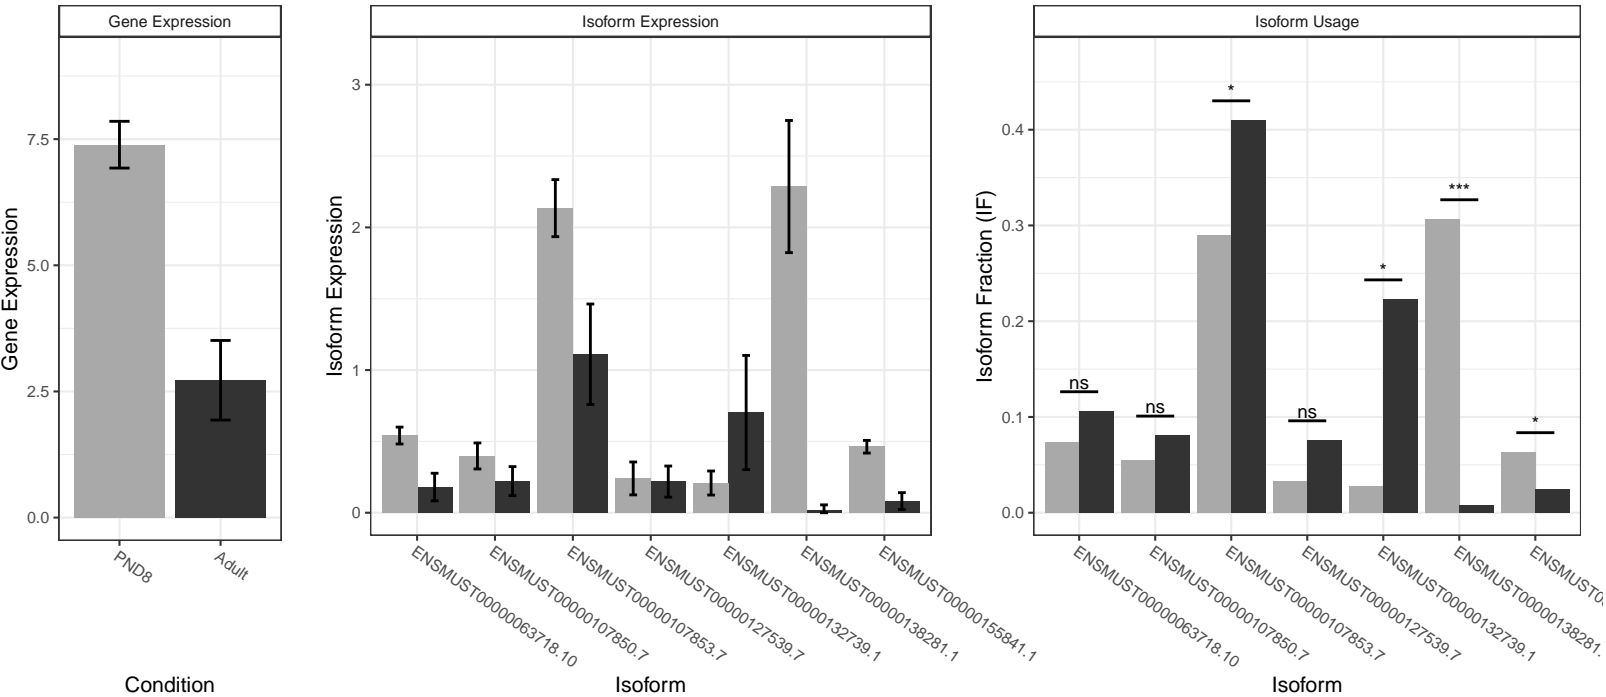 Gene Expression
Gene Expression
7.5
5.0
2.5
0.0
PND8
Adult
Condition
Isoform Expression
Isoform Expression
3
2
1
0
ENSMUST00000063718.10
ENSMUST00000107850.7
ENSMUST00000107853.7
ENSMUST00000127539.7
ENSMUST00000132739.1
ENSMUST00000138281.1
ENSMUST00000155841.1
Isoform
Isoform Usage
Isoform Fraction (IF)
0.4
0.3
0.2
0.1
0.0
ns
ns
*
ns
*
***
*
ENSMUST00000063718.10
ENSMUST00000107850.7
ENSMUST00000107853.7
ENSMUST00000127539.7
ENSMUST00000132739.1
ENSMUST00000138281.
ENSMUST0
Isoform